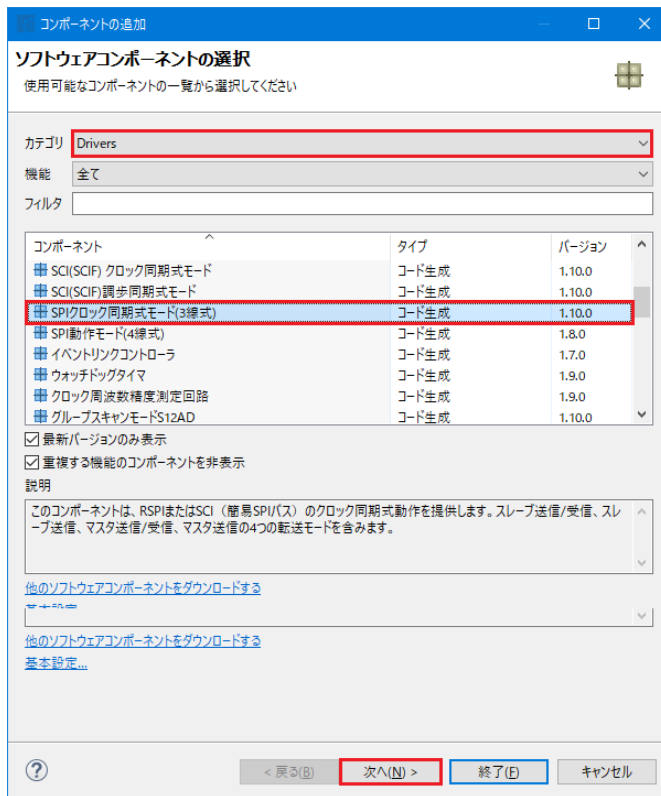 コンポーネントの追加
ソフトウェアコンポーネントの選択
使用可能なコンポーネントの一覧から選択してください
カテゴリ Drivers
機能 全て
フィルタ
コンポーネント タイプ バージョン
SCI(SCIF) クロック同期式モード コード生成 1.10.0
SCI(SCIF)調歩同期式モード コード生成 1.10.0
SPIクロック同期式モード(3線式) コード生成 1.10.0
SPI動作モード(4線式) コード生成 1.8.0
イベントリンクコントローラ コード生成 1.7.0
ウォッチドッグタイマ コード生成 1.9.0
クロック周波数精度測定回路 コード生成 1.9.0
グループスキャンモードS12AD コード生成 1.10.0
最新バージョンのみ表示
重複する機能のコンポーネントを非表示
説明
このコンポーネントは、RSPIまたはSCI（簡易SPIバス）のクロック同期式動作を提供します。スレーブ送信/受信、スレ
ーブ送信、マスタ送信/受信、マスタ送信の4つの転送モードを含みます。
他のソフトウェアコンポーネントをダウンロードする
他のソフトウェアコンポーネントをダウンロードする
基本設定...
< 戻る(B) 次へ(N) > 終了(F) キャンセル